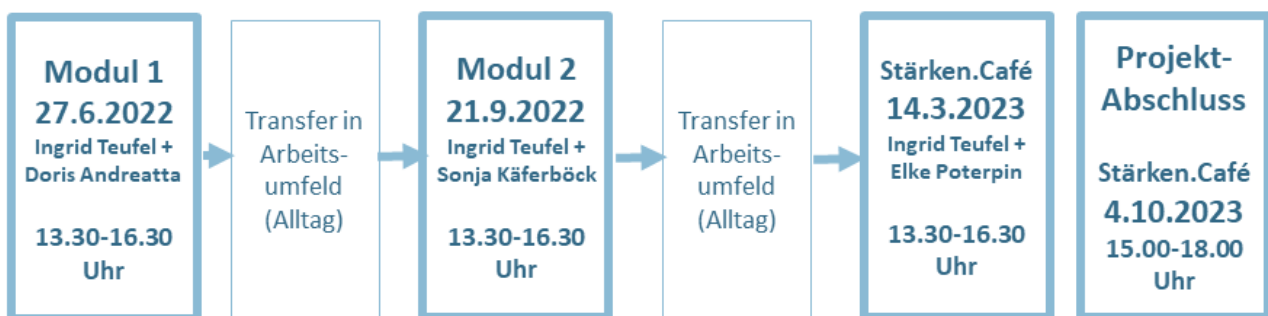 Modul 1
27.6.2022
Ingrid Teufel +
Doris Andreatta
13.30-16.30
Uhr
Transfer in
Arbeits-
umfeld
(Alltag)
Modul 2
21.9.2022
Ingrid Teufel +
Sonja Käferböck
13.30-16.30
Uhr
Transfer in
Arbeits-
umfeld
(Alltag)
Stärken.Café
14.3.2023
Ingrid Teufel +
Elke Poterpin
13.30-16.30
Uhr
Projekt-
Abschluss
Stärken.Café
4.10.2023
15.00-18.00
Uhr